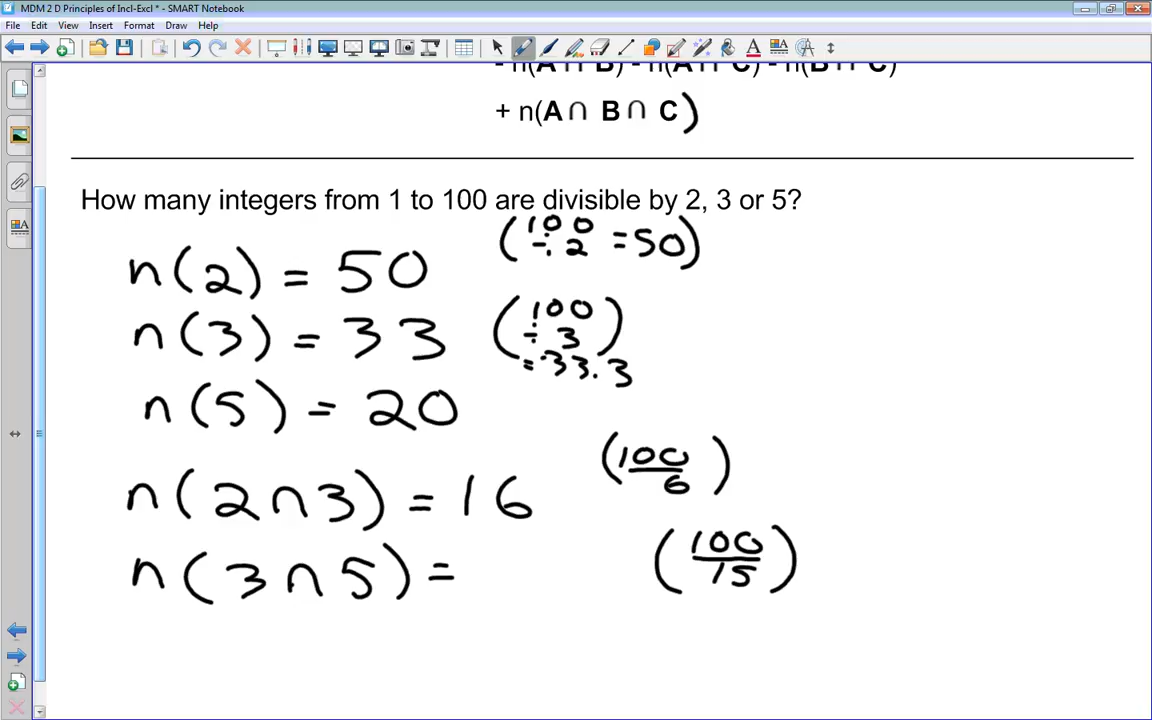 MDM 2 D Principles of Incl-Excl * - SMART Notebook
File Edit View Insert Format Draw Help
- n(A ∩ B) - n(A ∩ C) - n(B ∩ C)
+ n(A ∩ B ∩ C)
How many integers from 1 to 100 are divisible by 2, 3 or 5?
n(2) = 50 (100 ÷ 2 = 50)
n(3) = 33 (100 ÷ 3) = 33.3
n(5) = 20
n(2∩3) = 16 (100/6)
n(3∩5) = (100/15)